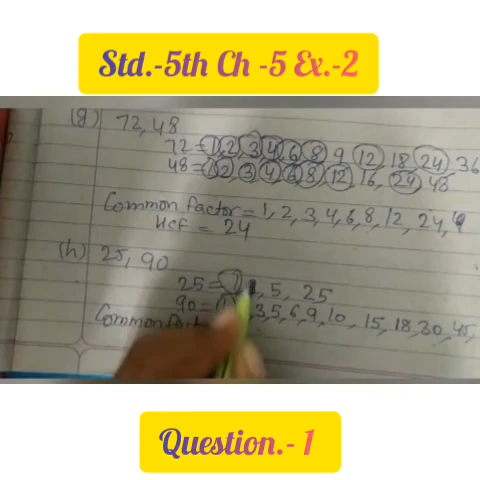 Std.-5th Ch -5 Ex.-2
(g) 72, 48
72 = 1, 2, 3, 4, 6, 8, 9, 12, 18, 24, 36
48 = 1, 2, 3, 4, 6, 8, 12, 16, 24, 48
Common factor = 1, 2, 3, 4, 6, 8, 12, 24,
HCF = 24
(h) 25, 90
25 = 1, 5, 25
90 = 1, 3, 5, 6, 9, 10, 15, 18, 30, 45,
Common
Question.- 1